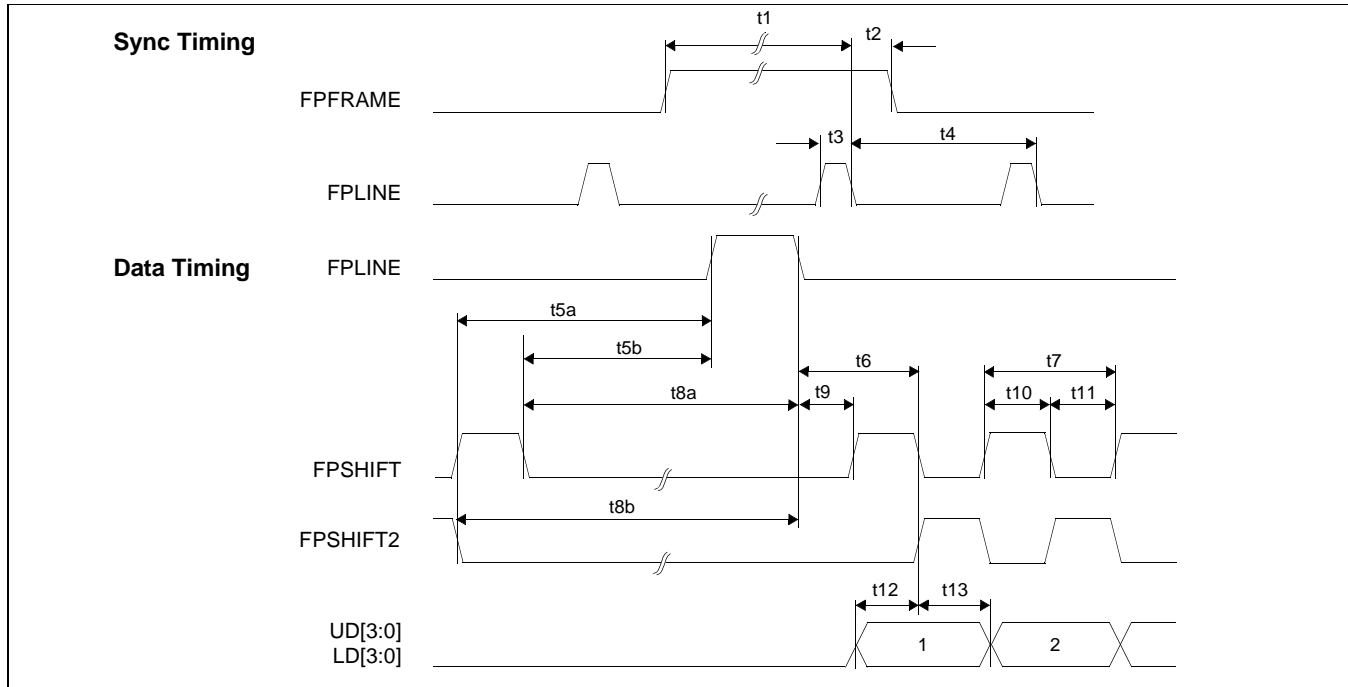 t1
Sync Timing
t2
FPFRAME
t3
t4
FPLINE
Data Timing
FPLINE
t5a
t5b
t6
t7
t8a
t9
t10
t11
FPSHIFT
t8b
FPSHIFT2
t12
t13
UD[3:0]
LD[3:0]
1
2